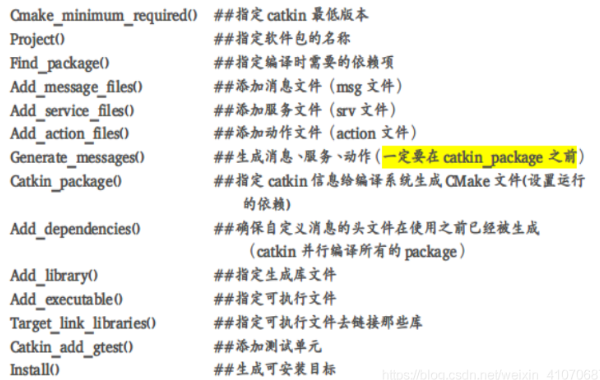 Cmake_minimum_required() ##指定 catkin 最低版本
Project() ##指定软件包的名称
Find_package() ##指定编译时需要的依赖项
Add_message_files() ##添加消息文件（msg 文件）
Add_service_files() ##添加服务文件（srv 文件）
Add_action_files() ##添加动作文件（action 文件）
Generate_messages() ##生成消息、服务、动作（一定要在 catkin_package 之前）
Catkin_package() ##指定 catkin 信息给编译系统生成 CMake 文件(设置运行
的依赖)
Add_dependencies() ##确保自定义消息的头文件在使用之前已经被生成
（catkin 并行编译所有的 package）
Add_library() ##指定生成库文件
Add_executable() ##指定可执行文件
Target_link_libraries() ##指定可执行文件去链接那些库
Catkin_add_gtest() ##添加测试单元
Install() ##生成可安装目标
https://blog.csdn.net/weixin_4107068